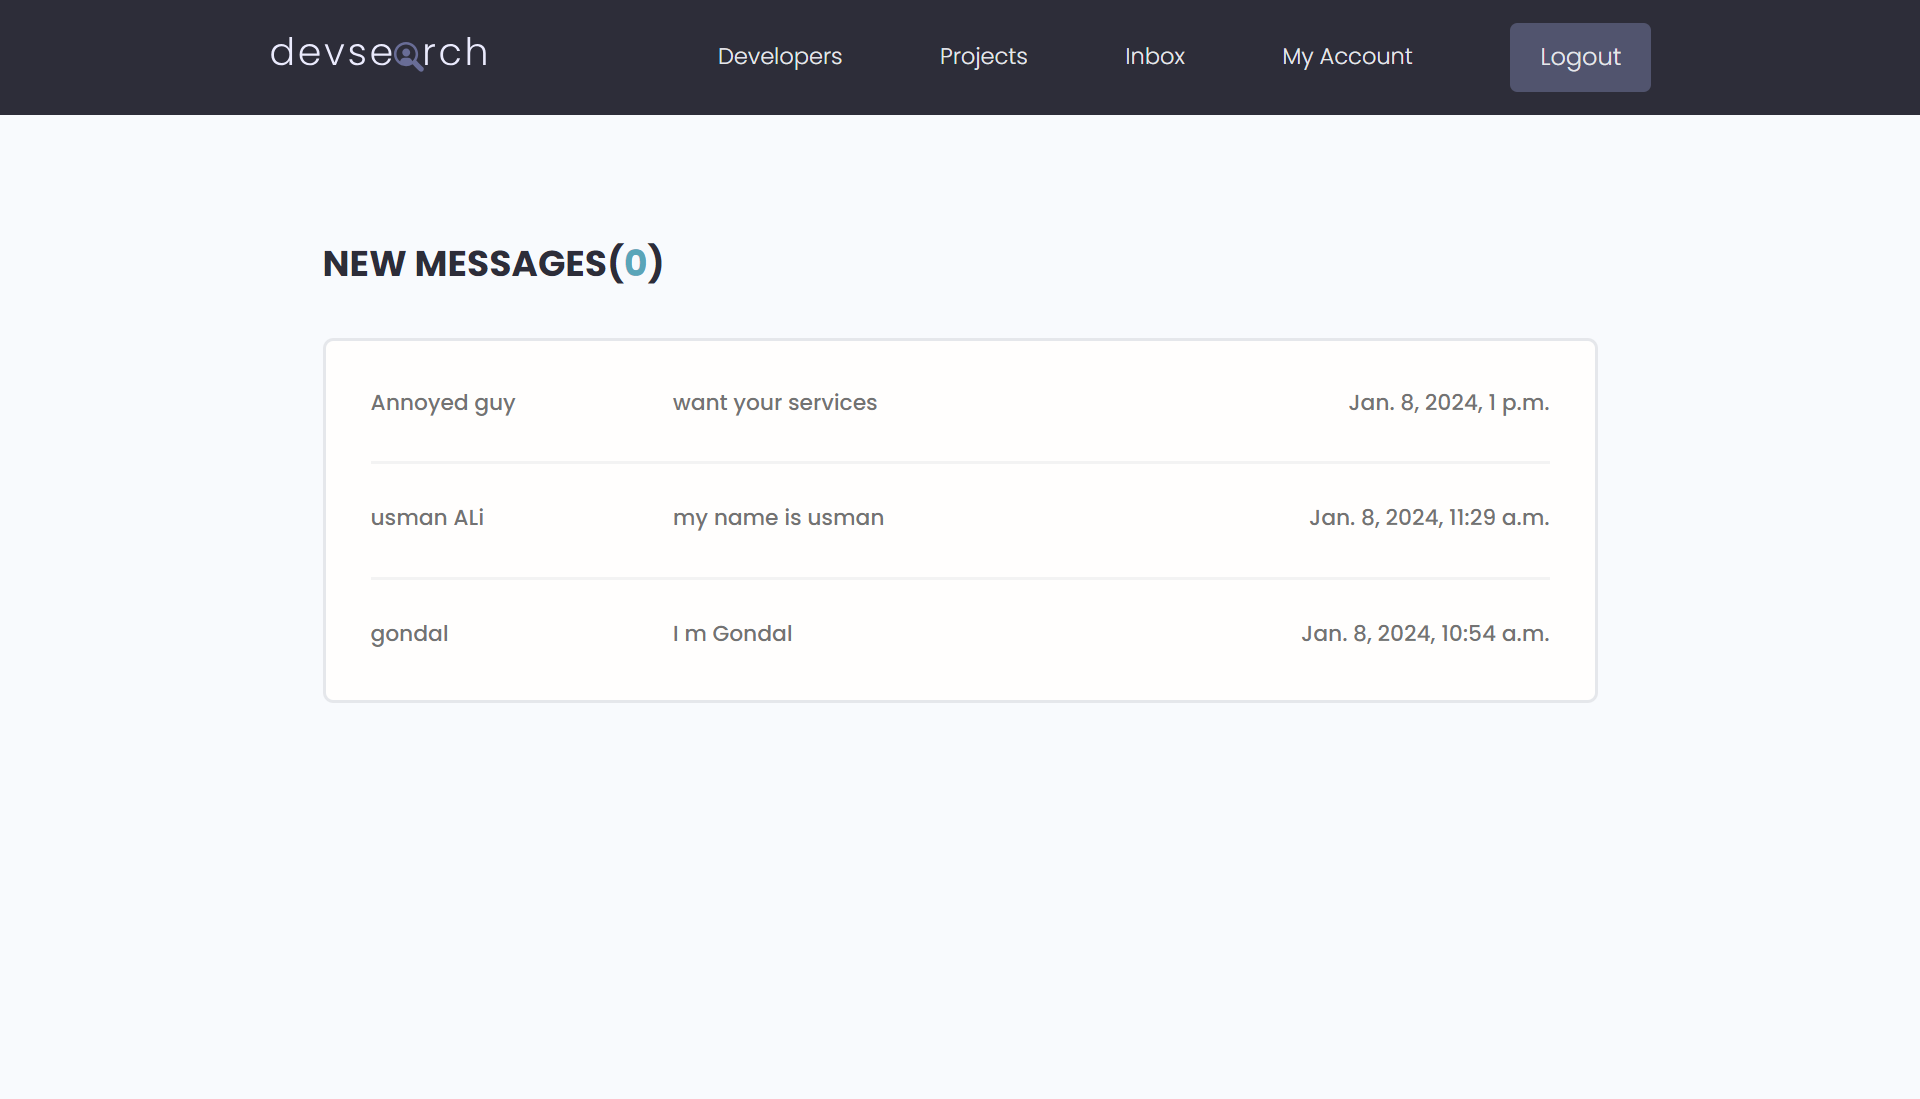 devsearch Developers Projects Inbox My Account Logout
NEW MESSAGES(0)
Annoyed guy want your services Jan. 8, 2024, 1 p.m.
usman ALi my name is usman Jan. 8, 2024, 11:29 a.m.
gondal I m Gondal Jan. 8, 2024, 10:54 a.m.